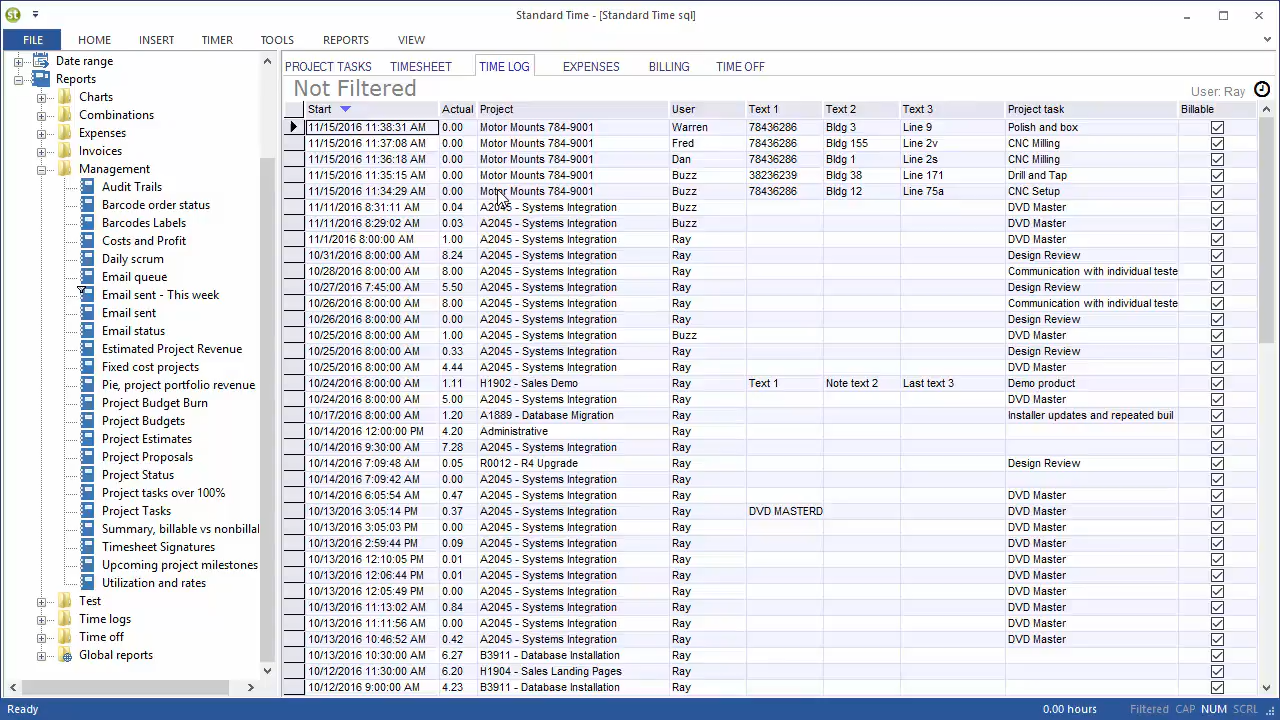 st
Standard Time - [Standard Time sql]
FILE HOME INSERT TIMER TOOLS REPORTS VIEW
Date range
Reports
Charts
Combinations
Expenses
Invoices
Management
Audit Trails
Barcode order status
Barcodes Labels
Costs and Profit
Daily scrum
Email queue
Email sent - This week
Email sent
Email status
Estimated Project Revenue
Fixed cost projects
Pie, project portfolio revenue
Project Budget Burn
Project Budgets
Project Estimates
Project Proposals
Project Status
Project tasks over 100%
Project Tasks
Summary, billable vs nonbillal
Timesheet Signatures
Upcoming project milestones
Utilization and rates
Test
Time logs
Time off
Global reports
PROJECT TASKS TIMESHEET TIME LOG EXPENSES BILLING TIME OFF
Not Filtered User: Ray
Start Actual Project User Text 1 Text 2 Text 3 Project task Billable
11/15/2016 11:38:31 AM 0.00 Motor Mounts 784-9001 Warren 78436286 Bldg 3 Line 9 Polish and box
11/15/2016 11:37:08 AM 0.00 Motor Mounts 784-9001 Fred 78436286 Bldg 155 Line 2v CNC Milling
11/15/2016 11:36:18 AM 0.00 Motor Mounts 784-9001 Dan 78436286 Bldg 1 Line 2s CNC Milling
11/15/2016 11:35:15 AM 0.00 Motor Mounts 784-9001 Buzz 38236239 Bldg 38 Line 171 Drill and Tap
11/15/2016 11:34:29 AM 0.00 Motor Mounts 784-9001 Buzz 78436286 Bldg 12 Line 75a CNC Setup
11/11/2016 8:31:11 AM 0.04 A2045 - Systems Integration Buzz DVD Master
11/11/2016 8:29:02 AM 0.03 A2045 - Systems Integration Buzz DVD Master
11/1/2016 8:00:00 AM 1.00 A2045 - Systems Integration Ray DVD Master
10/31/2016 8:00:00 AM 8.24 A2045 - Systems Integration Ray Design Review
10/28/2016 8:00:00 AM 8.00 A2045 - Systems Integration Ray Communication with individual teste
10/27/2016 7:45:00 AM 5.50 A2045 - Systems Integration Ray Design Review
10/26/2016 8:00:00 AM 8.00 A2045 - Systems Integration Ray Communication with individual teste
10/26/2016 8:00:00 AM 0.00 A2045 - Systems Integration Ray Design Review
10/25/2016 8:00:00 AM 1.00 A2045 - Systems Integration Buzz DVD Master
10/25/2016 8:00:00 AM 0.33 A2045 - Systems Integration Ray Design Review
10/25/2016 8:00:00 AM 4.44 A2045 - Systems Integration Ray DVD Master
10/24/2016 8:00:00 AM 1.11 H1902 - Sales Demo Ray Text 1 Note text 2 Last text 3 Demo product
10/24/2016 8:00:00 AM 5.00 A2045 - Systems Integration Ray DVD Master
10/17/2016 8:00:00 AM 1.20 A1889 - Database Migration Ray Installer updates and repeated buil
10/14/2016 12:00:00 PM 4.20 Administrative Ray
10/14/2016 9:30:00 AM 7.28 A2045 - Systems Integration Ray
10/14/2016 7:09:48 AM 0.05 R0012 - R4 Upgrade Ray Design Review
10/14/2016 7:09:42 AM 0.00 A2045 - Systems Integration Ray
10/14/2016 6:05:54 AM 0.47 A2045 - Systems Integration Ray DVD Master
10/13/2016 3:05:14 PM 0.37 A2045 - Systems Integration Ray DVD MASTERD DVD Master
10/13/2016 3:05:03 PM 0.00 A2045 - Systems Integration Ray DVD Master
10/13/2016 2:59:44 PM 0.09 A2045 - Systems Integration Ray DVD Master
10/13/2016 12:10:05 PM 0.01 A2045 - Systems Integration Ray DVD Master
10/13/2016 12:06:44 PM 0.01 A2045 - Systems Integration Ray DVD Master
10/13/2016 12:05:49 PM 0.00 A2045 - Systems Integration Ray DVD Master
10/13/2016 11:13:02 AM 0.84 A2045 - Systems Integration Ray DVD Master
10/13/2016 11:11:56 AM 0.00 A2045 - Systems Integration Ray DVD Master
10/13/2016 10:46:52 AM 0.42 A2045 - Systems Integration Ray DVD Master
10/13/2016 10:30:00 AM 6.27 B3911 - Database Installation Ray
10/12/2016 11:30:00 AM 6.20 H1904 - Sales Landing Pages Ray
10/12/2016 9:00:00 AM 4.23 B3911 - Database Installation Ray
Ready 0.00 hours Filtered CAP NUM SCRL